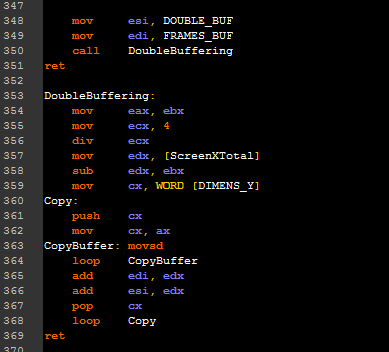 347
348 mov esi, DOUBLE_BUF
349 mov edi, FRAMES_BUF
350 call DoubleBuffering
351 ret
352
353 DoubleBuffering:
354 mov eax, ebx
355 mov ecx, 4
356 div ecx
357 mov edx, [ScreenXTotal]
358 sub edx, ebx
359 mov cx, WORD [DIMENS_Y]
360 Copy:
361 push cx
362 mov cx, ax
363 CopyBuffer: movsd
364 loop CopyBuffer
365 add edi, edx
366 add esi, edx
367 pop cx
368 loop Copy
369 ret
370